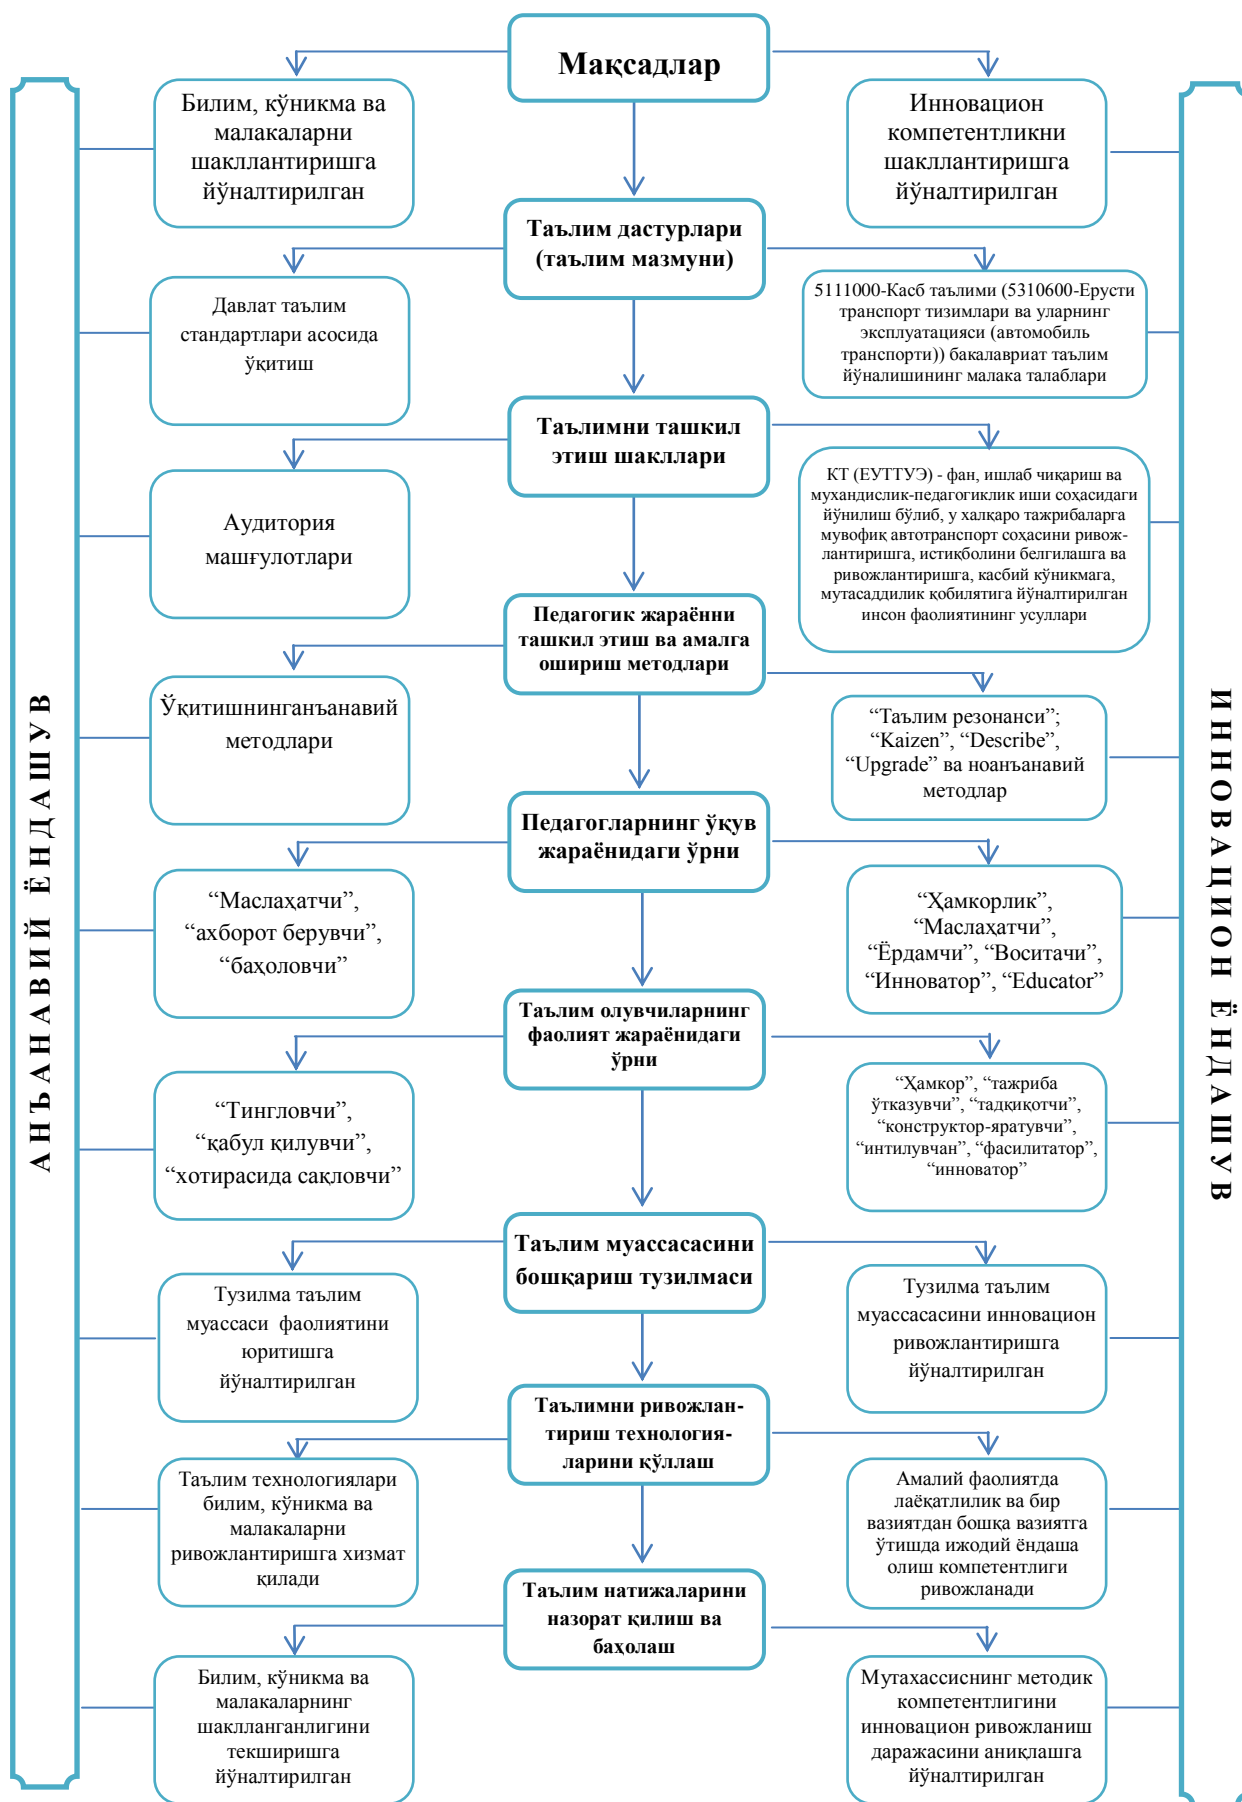 Мақсадлар
Билим, кўникма ва
малакаларни
шакллантиришга
йўналтирилган
Инновацион
компетентликни
шакллантиришга
йўналтирилган
Таълим дастурлари
(таълим мазмуни)
Давлат таълим
стандартлари асосида
ўқитиш
5111000-Касб таълими (5310600-Ерусти
транспорт тизимлари ва уларнинг
эксплуатацияси (автомобиль
транспорти)) бакалавриат таълим
йўналишининг малака талаблари
Таълимни ташкил
этиш шакллари
Аудитория
машғулотлари
КТ (ЕУТТУЭ) - фан, ишлаб чиқариш ва
мухандислик-педагогиклик иши соҳасидаги
йўнилиш бўлиб, у халқаро тажрибаларга
мувофиқ автотранспорт соҳасини ривож-
лантиришга, истиқболини белгилашга ва
ривожлантиришга, касбий кўникмага,
мутасаддилик қобилятига йўналтирилган
инсон фаолиятининг усуллари
Педагогик жараённи
ташкил этиш ва амалга
ошириш методлари
Ўқитишнинганъанавий
методлари
“Таълим резонанси”;
“Kaizen”, “Describe”,
“Upgrade” ва ноанъанавий
методлар
Педагогларнинг ўқув
жараёнидаги ўрни
“Маслаҳатчи”,
“ахборот берувчи”,
“баҳоловчи”
“Ҳамкорлик”,
“Маслаҳатчи”,
“Ёрдамчи”, “Воситачи”,
“Инноватор”, “Educator”
Таълим олувчиларнинг
фаолият жараёнидаги
ўрни
“Тингловчи”,
“қабул қилувчи”,
“хотирасида сақловчи”
“Ҳамкор”, “тажриба
ўтказувчи”, “тадқиқотчи”,
“конструктор-яратувчи”,
“интилувчан”, “фасилитатор”,
“инноватор”
Таълим муассасасини
бошқариш тузилмаси
Тузилма таълим
муассаси фаолиятини
юритишга
йўналтирилган
Тузилма таълим
муассасасини инновацион
ривожлантиришга
йўналтирилган
Таълимни ривожлан-
тириш технология-
ларини қўллаш
Таълим технологиялари
билим, кўникма ва
малакаларни
ривожлантиришга хизмат
қилади
Амалий фаолиятда
лаёқатлилик ва бир
вазиятдан бошқа вазиятга
ўтишда ижодий ёндаша
олиш компетентлиги
ривожланади
Таълим натижаларини
назорат қилиш ва
баҳолаш
Билим, кўникма ва
малакаларнинг
шаклланганлигини
текширишга
йўналтирилган
Мутахассиснинг методик
компетентлигини
инновацион ривожланиш
даражасини аниқлашга
йўналтирилган
АНЪАНАВИЙ ЁНДАШУВ
ИННОВАЦИОН ЁНДАШУВ